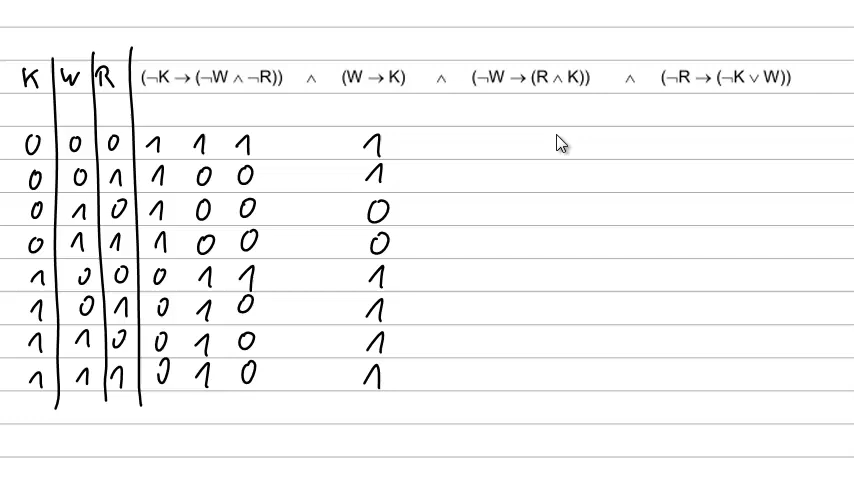 K W R (¬K → (¬W ∧ ¬R)) ∧ (W → K) ∧ (¬W → (R ∧ K)) ∧ (¬R → (¬K ∨ W))
0 0 0 1 1 1 1
0 0 1 1 0 0 1
0 1 0 1 0 0 0
0 1 1 1 0 0 0
1 0 0 0 1 1 1
1 0 1 0 1 0 1
1 1 0 0 1 0 1
1 1 1 0 1 0 1